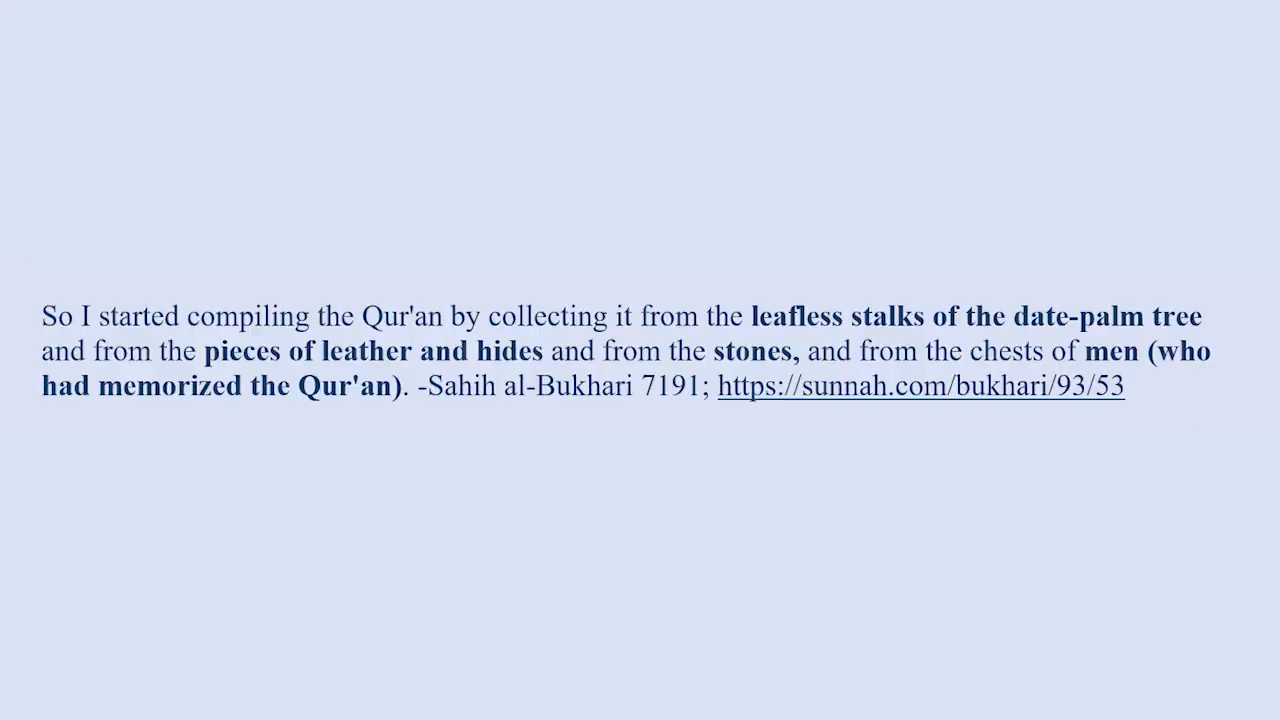 So I started compiling the Qur'an by collecting it from the leafless stalks of the date-palm tree
and from the pieces of leather and hides and from the stones, and from the chests of men (who
had memorized the Qur'an). -Sahih al-Bukhari 7191; https://sunnah.com/bukhari/93/53